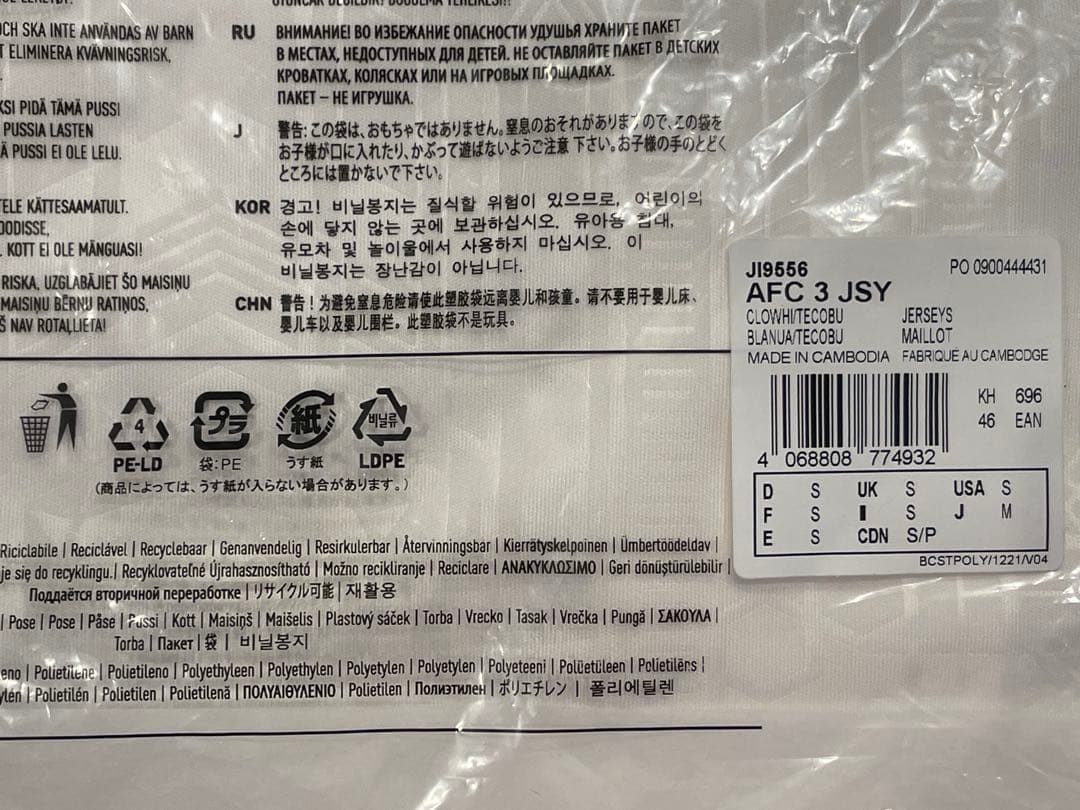 OCH SKA INTE ANVÄNDAS AV BARN
T ELIMINERA KVÄVNINGSRISK,
KSI PIDÄ TÄMÄ PUSSI
PUSSIA LASTEN
Ä PUSSI EI OLE LELU.
TELE KÄTTESAAMATULT.
OODISSE,
. KOTT EI OLE MÄNGUASI!
RISKA, UZGLABĀJIET ŠO MAISIŅU
MAISIŅU BĒRNU RATIŅOS,
Š NAV ROTAĻLIETA!
RU ВНИМАНИЕ! ВО ИЗБЕЖАНИЕ ОПАСНОСТИ УДУШЬЯ ХРАНИТЕ ПАКЕТ
В МЕСТАХ, НЕДОСТУПНЫХ ДЛЯ ДЕТЕЙ. НЕ ОСТАВЛЯЙТЕ ПАКЕТ В ДЕТСКИХ
КРОВАТКАХ, КОЛЯСКАХ ИЛИ НА ИГРОВЫХ ПЛОЩАДКАХ.
ПАКЕТ – НЕ ИГРУШКА.
J 警告:この袋は、おもちゃではありません。窒息のおそれがありますので、この袋を
お子様が口に入れたり、かぶって遊ばないようご注意 下さい。お子様の手のとどく
ところには置かないで下さい。
KOR 경고! 비닐봉지는 질식할 위험이 있으므로, 어린이의
손에 닿지 않는 곳에 보관하십시오. 유아용 침대,
유모차 및 놀이울에서 사용하지 마십시오. 이
비닐봉지는 장난감이 아닙니다.
CHN 警告！为避免窒息危险请使此塑胶袋远离婴儿和孩童。请不要用于婴儿床、
婴儿车以及婴儿围栏。此塑胶袋不是玩具。
4
PE-LD
プラ
袋:PE
紙
うす紙
비닐류
LDPE
(商品によっては、うす紙が入らない場合があります。)
Riciclabile | Reciclável | Recyclebaar | Genanvendelig | Resirkulerbar | Återvinningsbar | Kierrätyskelpoinen | Ümbertöödeldav |
je się do recyklingu.| Recyklovateľné Újrahasznosítható | Možno recikliranje | Reciclare | ΑΝΑΚΥΚΛΩΣΙΜΟ | Geri dönüştürülebilir |
Поддаётся вторичной переработке | リサイクル可能 | 재활용
| Pose | Pose | Påse | Pussi | Kott | Maisiņš | Maišelis | Plastový sáček | Torba | Vrecko | Tasak | Vrečka | Pungă | ΣΑΚΟΥΛΑ |
Torba | Пакет | 袋 | 비닐봉지
eno | Polietilene | Polietileno | Polyethyleen | Polyethylen | Polyetylen | Polyetylen | Polyeteeni | Polüetüleen | Polietilēns |
ylén | Polietilén | Polietilen | Polietilenă | ΠΟΛΥΑΙΘΥΛΕΝΙΟ | Polietilen | Полиэтилен | ポリエチレン | 폴리에틸렌
JI9556 PO 0900444431
AFC 3 JSY
CLOWHI/TECOBU JERSEYS
BLANUA/TECOBU MAILLOT
MADE IN CAMBODIA FABRIQUÉ AU CAMBODGE
KH 696
46 EAN
4 068808 774932
D S UK S USA S
F S I S J M
E S CDN S/P
BCSTPOLY/1221/V04